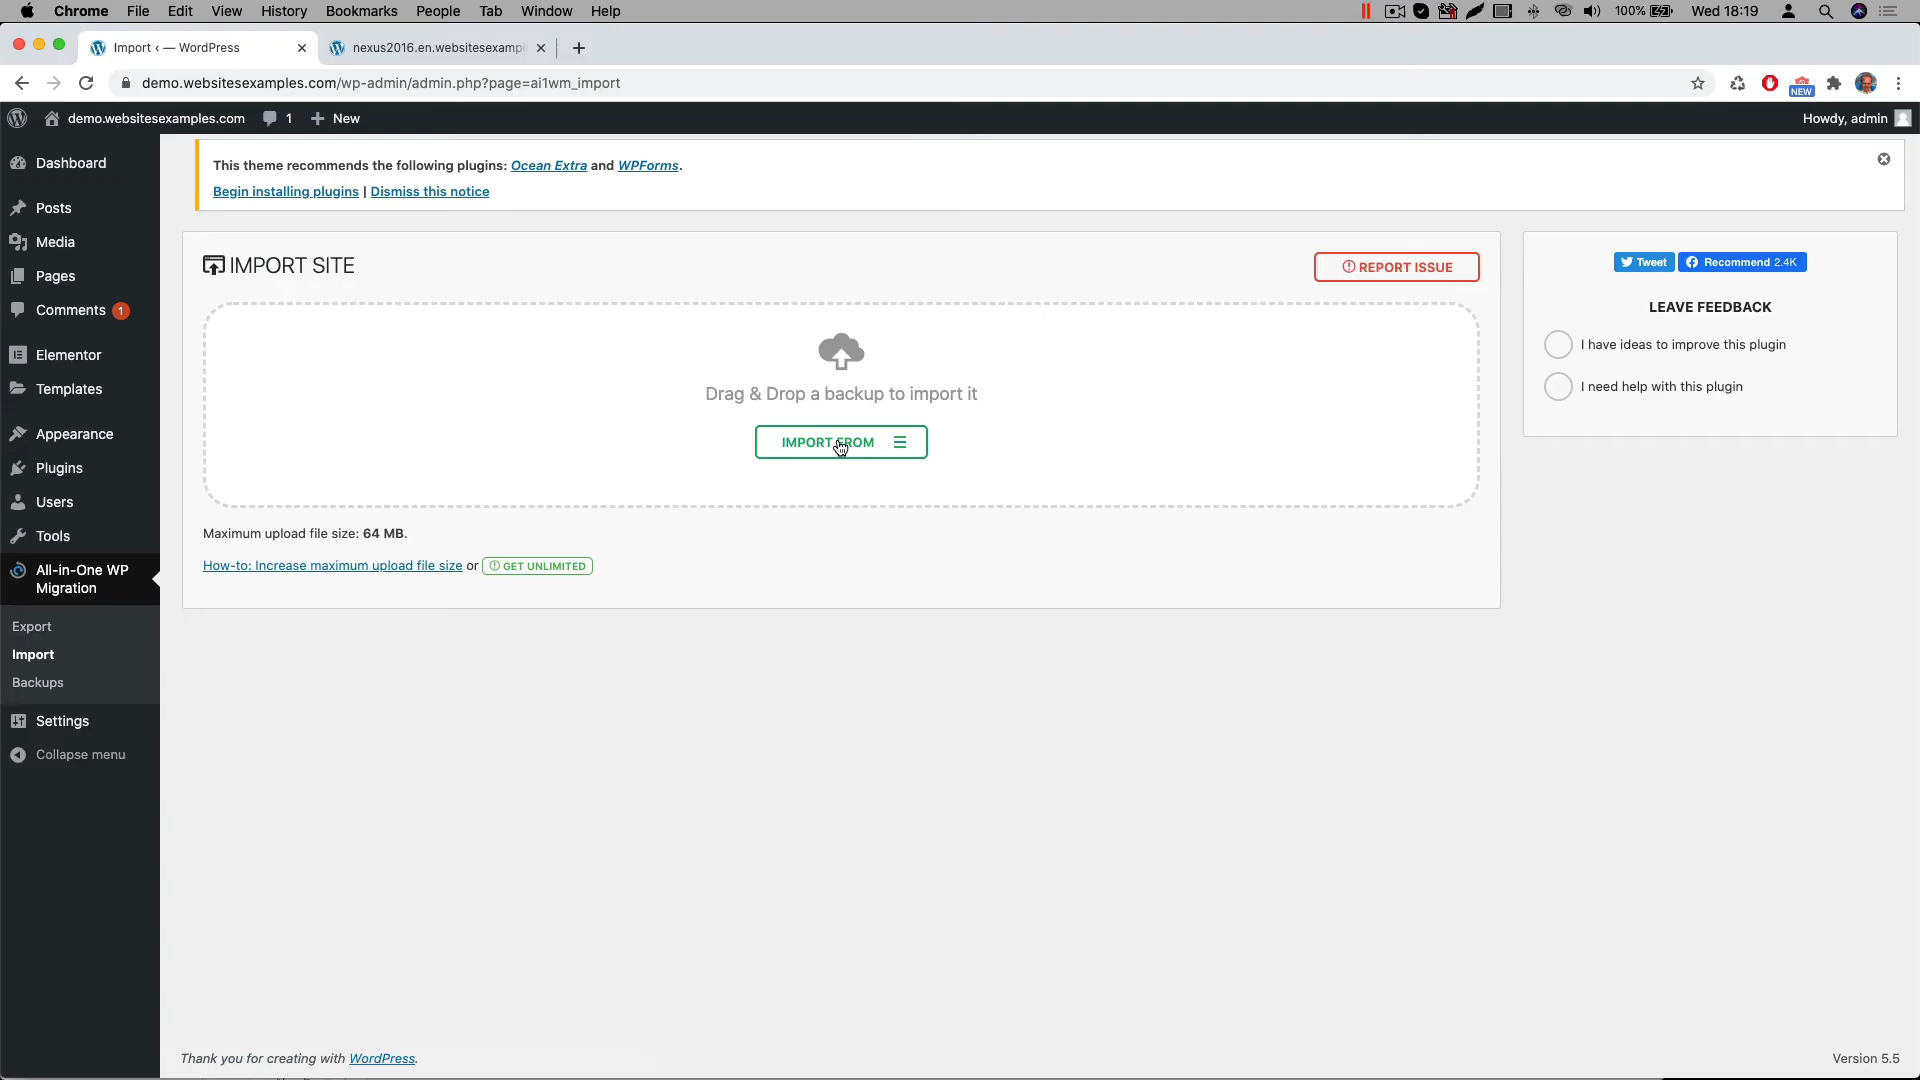 Chrome File Edit View History Bookmarks People Tab Window Help 100% Wed 18:19
Import ‹ — WordPress nexus2016.en.websitesexampl
demo.websitesexamples.com/wp-admin/admin.php?page=ai1wm_import NEW
demo.websitesexamples.com 1 New Howdy, admin
Dashboard
Posts
Media
Pages
Comments 1
Elementor
Templates
Appearance
Plugins
Users
Tools
All-in-One WP
Migration
Export
Import
Backups
Settings
Collapse menu
This theme recommends the following plugins: Ocean Extra and WPForms.
Begin installing plugins | Dismiss this notice
IMPORT SITE
REPORT ISSUE
Drag & Drop a backup to import it
IMPORT FROM
Maximum upload file size: 64 MB.
How-to: Increase maximum upload file size or GET UNLIMITED
Tweet Recommend 2.4K
LEAVE FEEDBACK
I have ideas to improve this plugin
I need help with this plugin
Thank you for creating with WordPress. Version 5.5